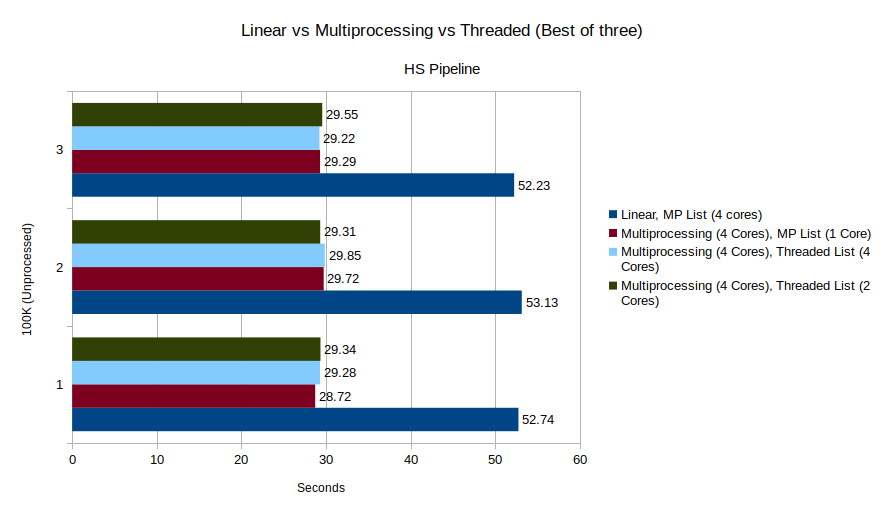 Linear vs Multiprocessing vs Threaded (Best of three)
HS Pipeline
100K (Unprocessed)
3
29.55
29.22
29.29
52.23
2
29.31
29.85
29.72
53.13
1
29.34
29.28
28.72
52.74
0 10 20 30 40 50 60
Seconds
Linear, MP List (4 cores)
Multiprocessing (4 Cores), MP List (1 Core)
Multiprocessing (4 Cores), Threaded List (4
Cores)
Multiprocessing (4 Cores), Threaded List (2
Cores)